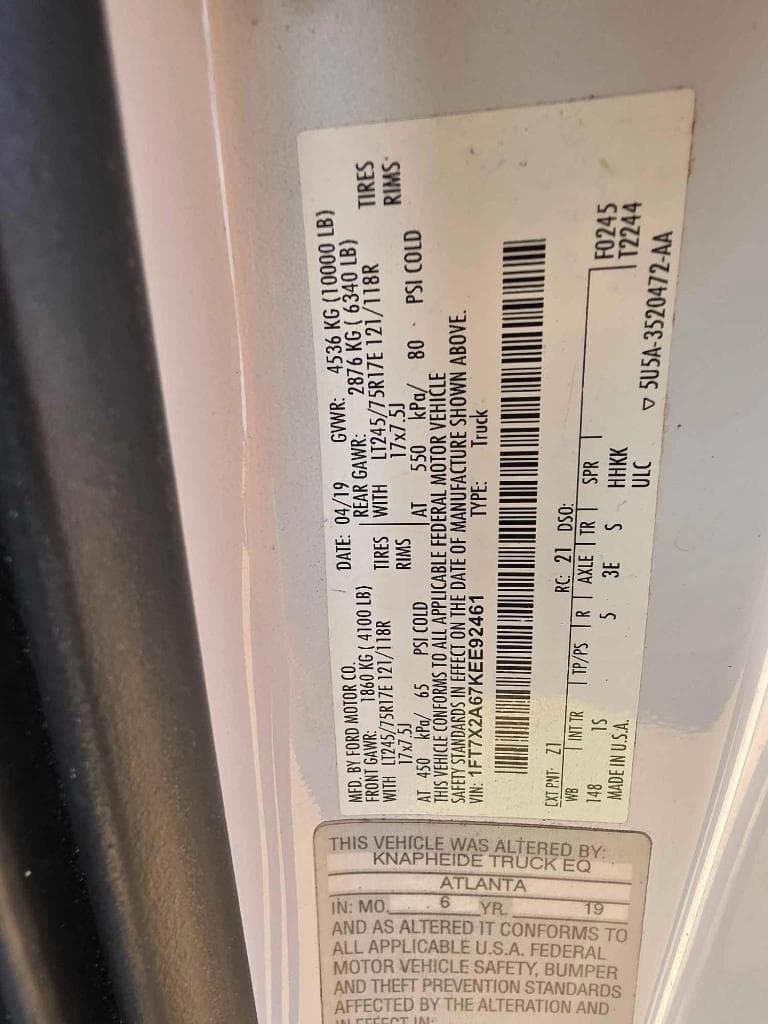 MFD. BY FORD MOTOR CO.
DATE: 04/19 GVWR: 4536 KG (10000 LB)
FRONT GAWR: 1860 KG ( 4100 LB) REAR GAWR: 2876 KG ( 6340 LB)
WITH LT245/75R17E 121/118R TIRES WITH LT245/75R17E 121/118R TIRES
17x7.5J RIMS 17x7.5J RIMS
AT 450 kPa/ 65 PSI COLD AT 550 kPa/ 80 PSI COLD
THIS VEHICLE CONFORMS TO ALL APPLICABLE FEDERAL MOTOR VEHICLE
SAFETY STANDARDS IN EFFECT ON THE DATE OF MANUFACTURE SHOWN ABOVE.
VIN: 1FT7X2A67KEE92461 TYPE: Truck
EXT PNT: Z1 RC: 21 DSO:
WB INT TR TP/PS R AXLE TR SPR F0245
148 1S 5 3E S HHKK T2244
MADE IN U.S.A. ULC ▽ 5U5A-3520472-AA
THIS VEHICLE WAS ALTERED BY:
KNAPHEIDE TRUCK EQ
ATLANTA
IN: MO. 6 YR. 19
AND AS ALTERED IT CONFORMS TO
ALL APPLICABLE U.S.A. FEDERAL
MOTOR VEHICLE SAFETY, BUMPER
AND THEFT PREVENTION STANDARDS
AFFECTED BY THE ALTERATION AND
IN EFFECT IN: